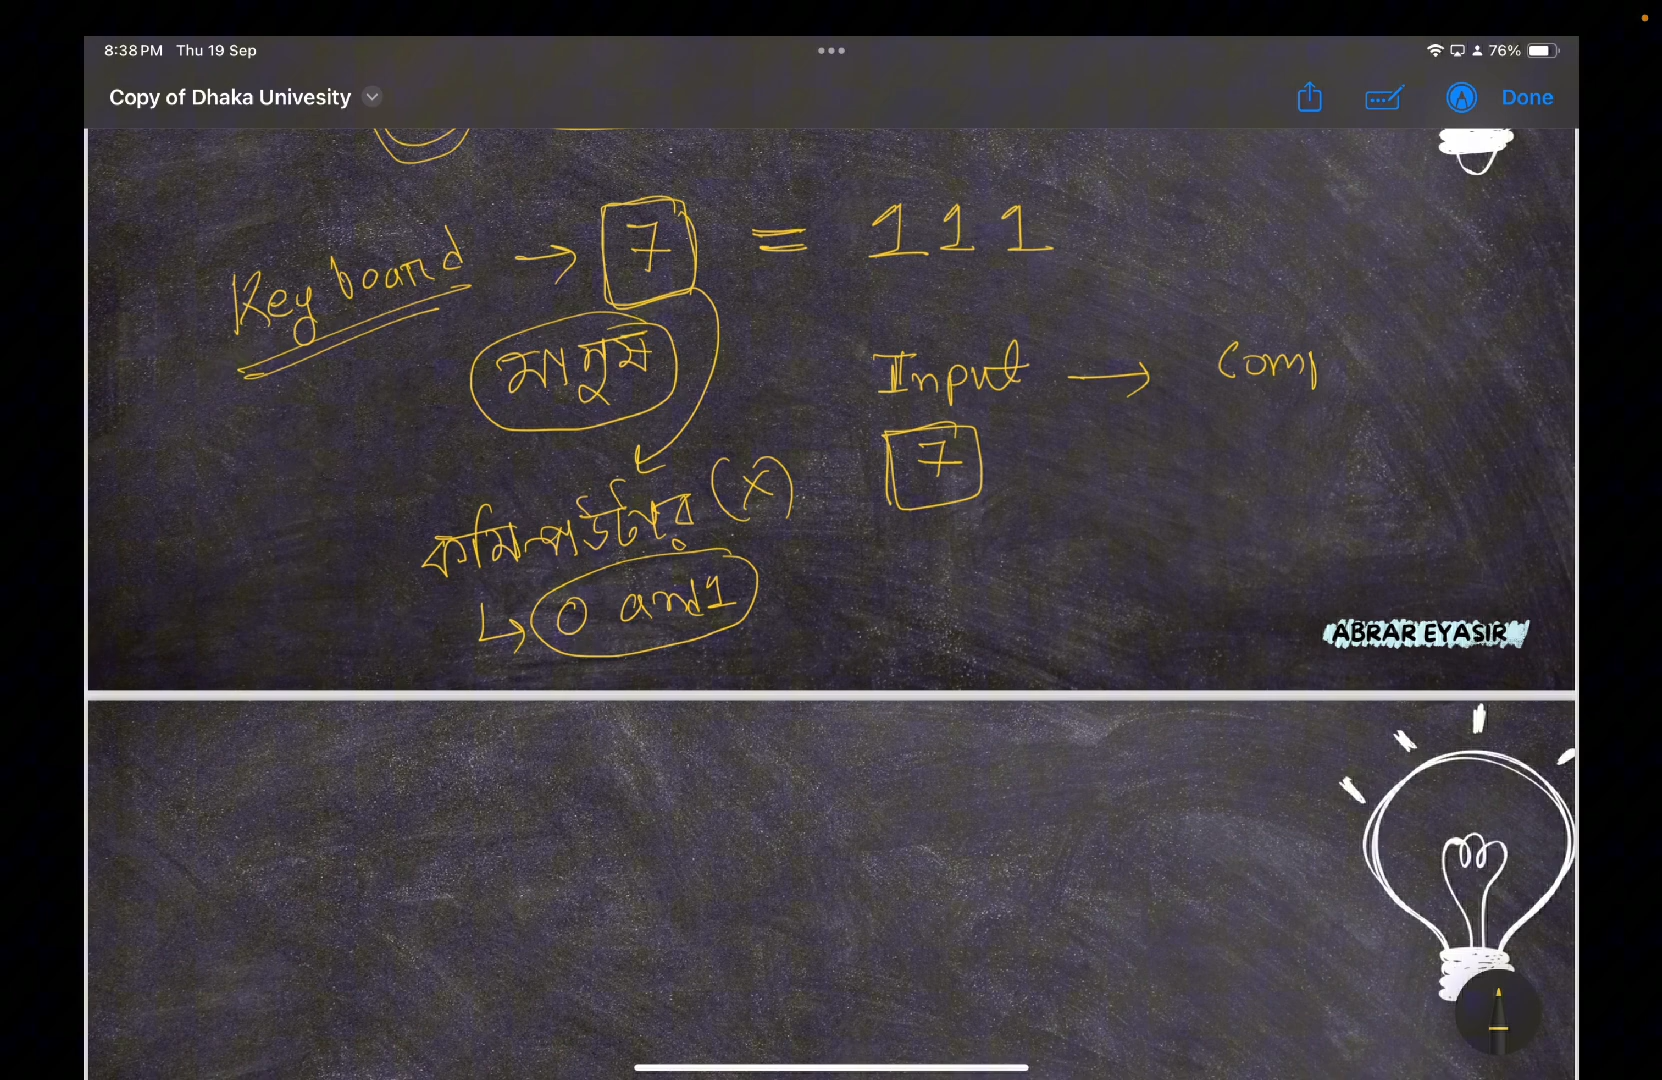 8:38 PM Thu 19 Sep
76%
Copy of Dhaka Univesity
Done
Keyboard → 7 = 111
মানুষ
Input → Com
7
কম্পিউটার (X)
↳ 0 and 1
ABRAR EYASIR